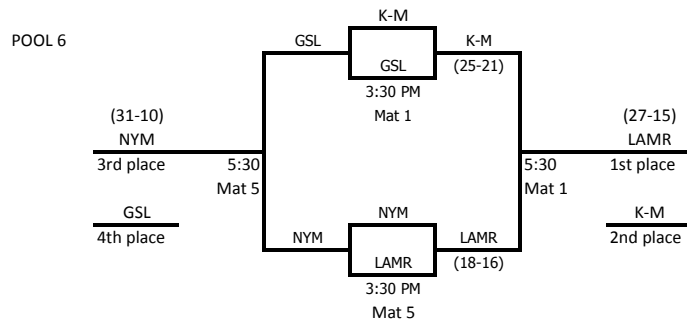 K-M
POOL 6
GSL
K-M
GSL
(25-21)
3:30 PM
(31-10)
Mat 1
(27-15)
NYM
LAMR
3rd place
5:30
5:30
1st place
Mat 5
Mat 1
GSL
NYM
K-M
4th place
NYM
LAMR
2nd place
LAMR
(18-16)
3:30 PM
Mat 5